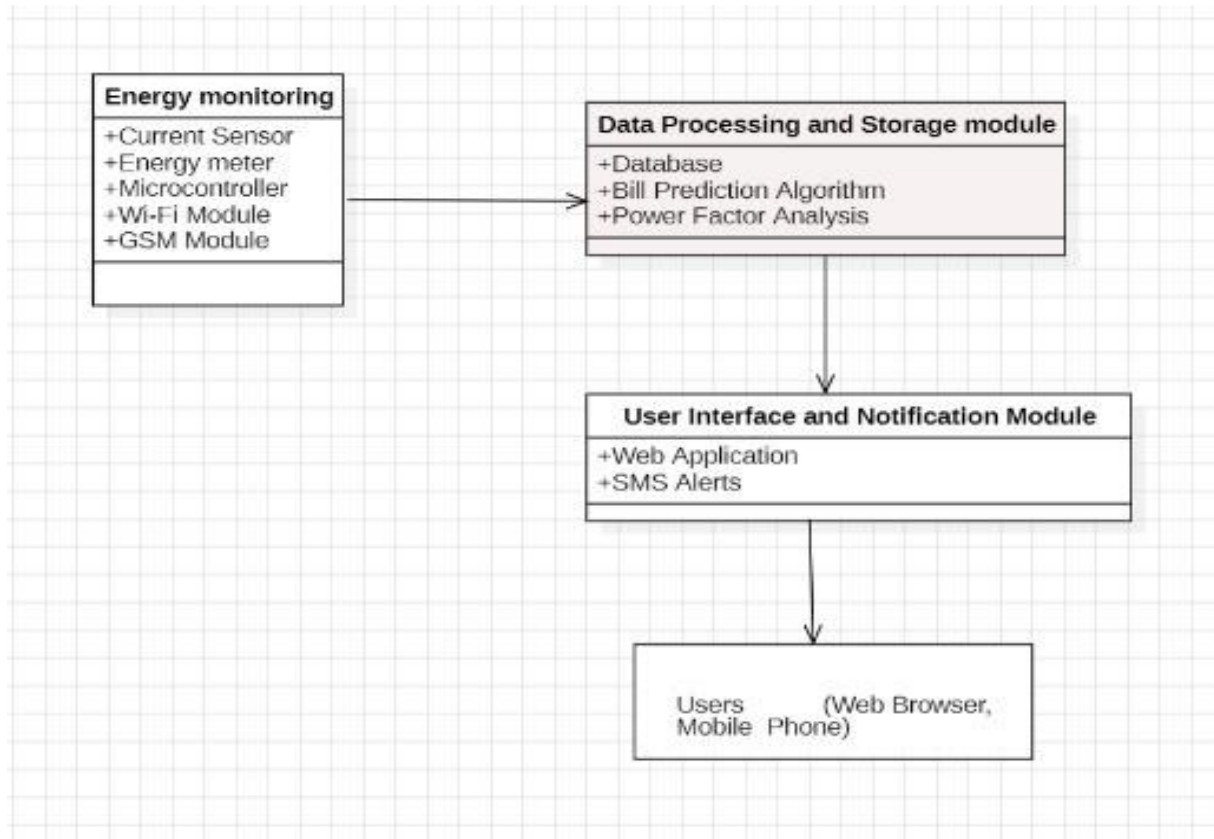 Energy monitoring
+Current Sensor
+Energy meter
+Microcontroller
+Wi-Fi Module
+GSM Module
Data Processing and Storage module
+Database
+Bill Prediction Algorithm
+Power Factor Analysis
User Interface and Notification Module
+Web Application
+SMS Alerts
Users (Web Browser,
Mobile Phone)